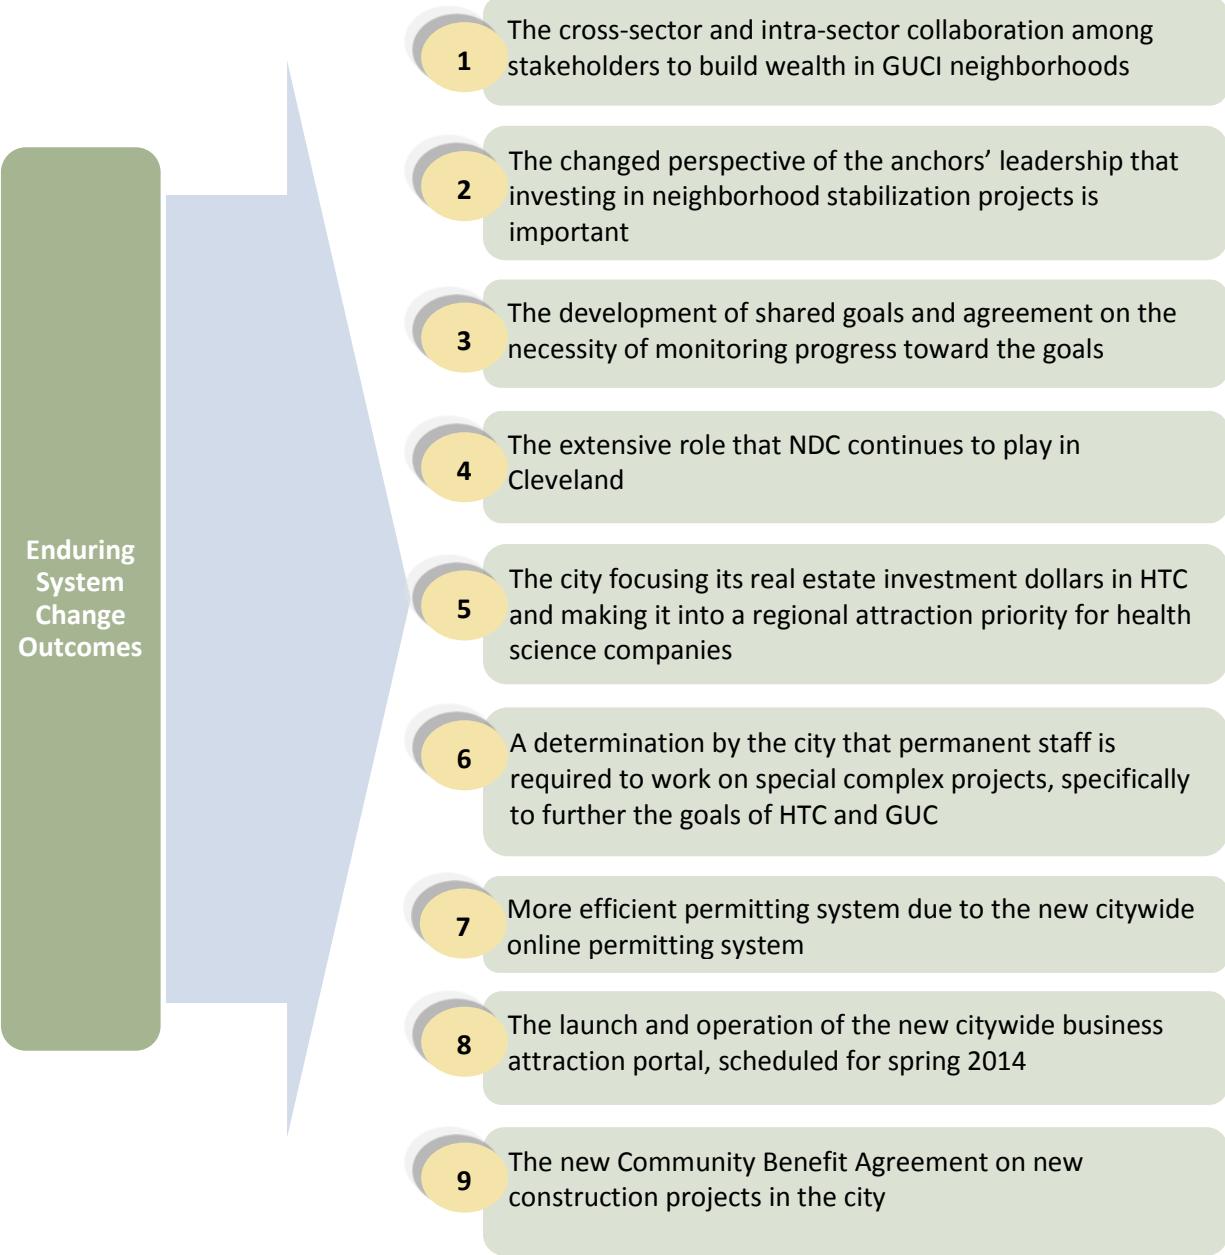 Enduring
System
Change
Outcomes
1
The cross-sector and intra-sector collaboration among
stakeholders to build wealth in GUCI neighborhoods
2
The changed perspective of the anchors’ leadership that
investing in neighborhood stabilization projects is
important
3
The development of shared goals and agreement on the
necessity of monitoring progress toward the goals
4
The extensive role that NDC continues to play in
Cleveland
5
The city focusing its real estate investment dollars in HTC
and making it into a regional attraction priority for health
science companies
6
A determination by the city that permanent staff is
required to work on special complex projects, specifically
to further the goals of HTC and GUC
7
More efficient permitting system due to the new citywide
online permitting system
8
The launch and operation of the new citywide business
attraction portal, scheduled for spring 2014
9
The new Community Benefit Agreement on new
construction projects in the city